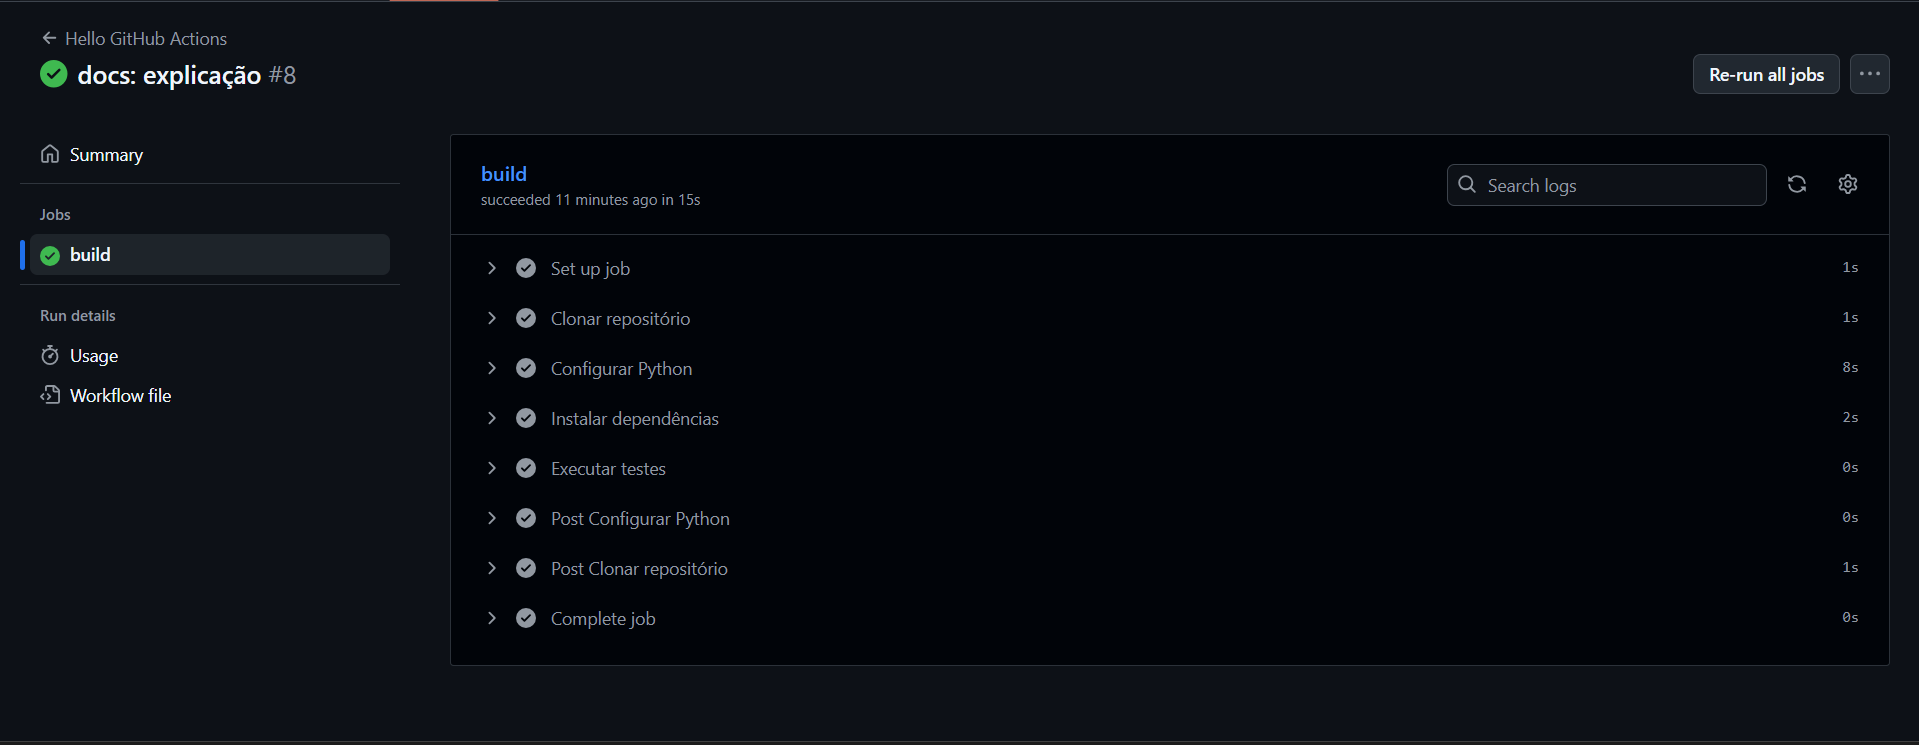 Hello GitHub Actions
docs: explicação #8
Re-run all jobs
Summary
Jobs
build
Run details
Usage
Workflow file
build
succeeded 11 minutes ago in 15s
Search logs
Set up job 1s
Clonar repositório 1s
Configurar Python 8s
Instalar dependências 2s
Executar testes 0s
Post Configurar Python 0s
Post Clonar repositório 1s
Complete job 0s